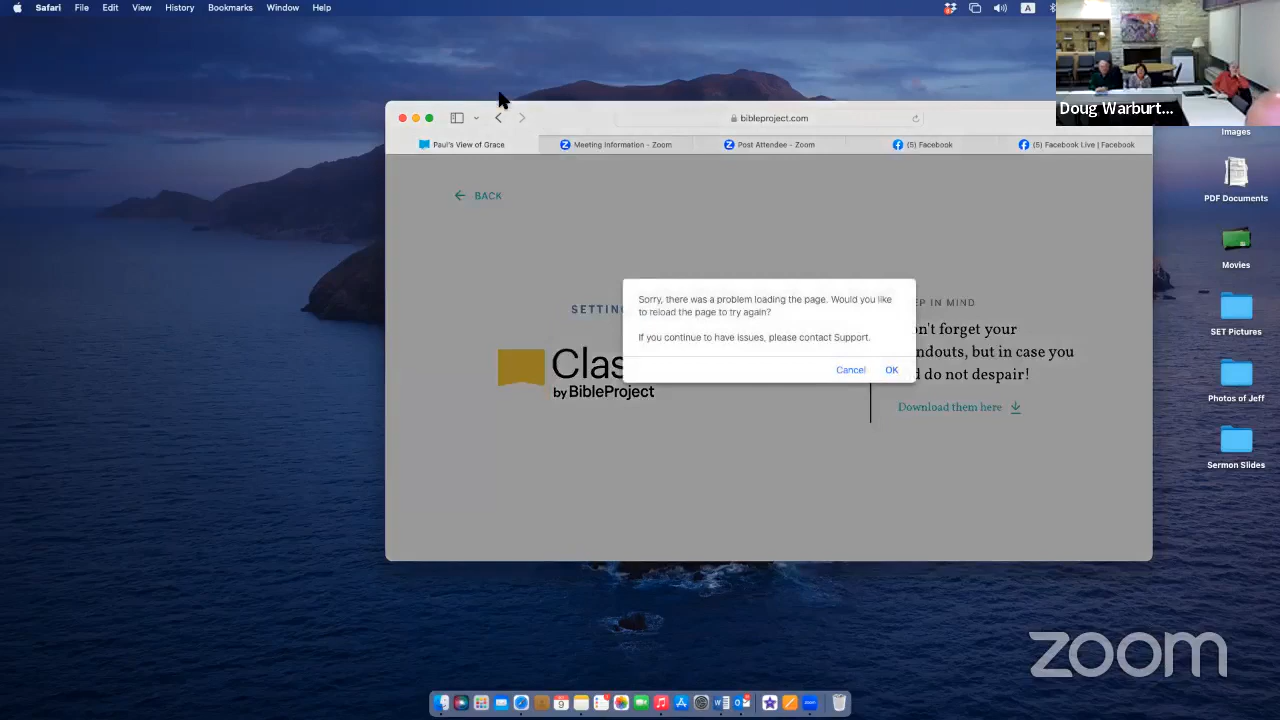 Safari File Edit View History Bookmarks Window Help
A
Doug Warburt...
bibleproject.com
Paul's View of Grace
Meeting Information - Zoom
Post Attendee - Zoom
(5) Facebook
(5) Facebook Live | Facebook
BACK
Sorry, there was a problem loading the page. Would you like
to reload the page to try again?
If you continue to have issues, please contact Support.
Cancel OK
SETTING
Clas
by BibleProject
EP IN MIND
n't forget your
ndouts, but in case you
d do not despair!
Download them here
Images
PDF Documents
Movies
SET Pictures
Photos of Jeff
Sermon Slides
zoom